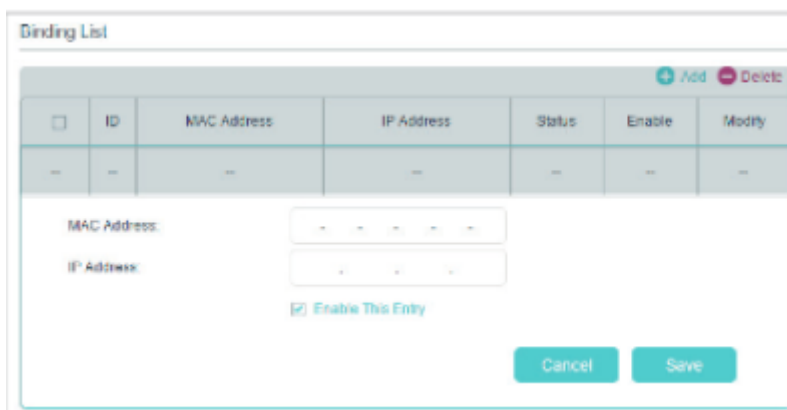 Binding List
Add Delete
ID MAC Address IP Address Status Enable Modify
-- -- -- -- -- -- --
MAC Address: - - - - -
IP Address: . . .
Enable This Entry
Cancel Save